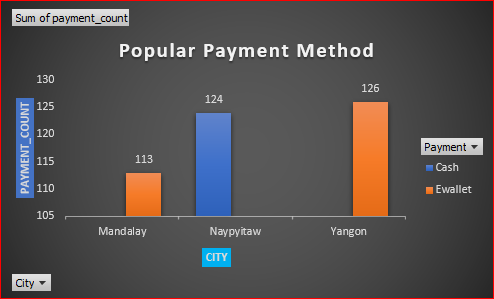 Sum of payment_count
Popular Payment Method
130
125
120
115
110
105
PAYMENT_COUNT
113
124
126
Mandalay
Naypyitaw
Yangon
CITY
Payment
Cash
Ewallet
City